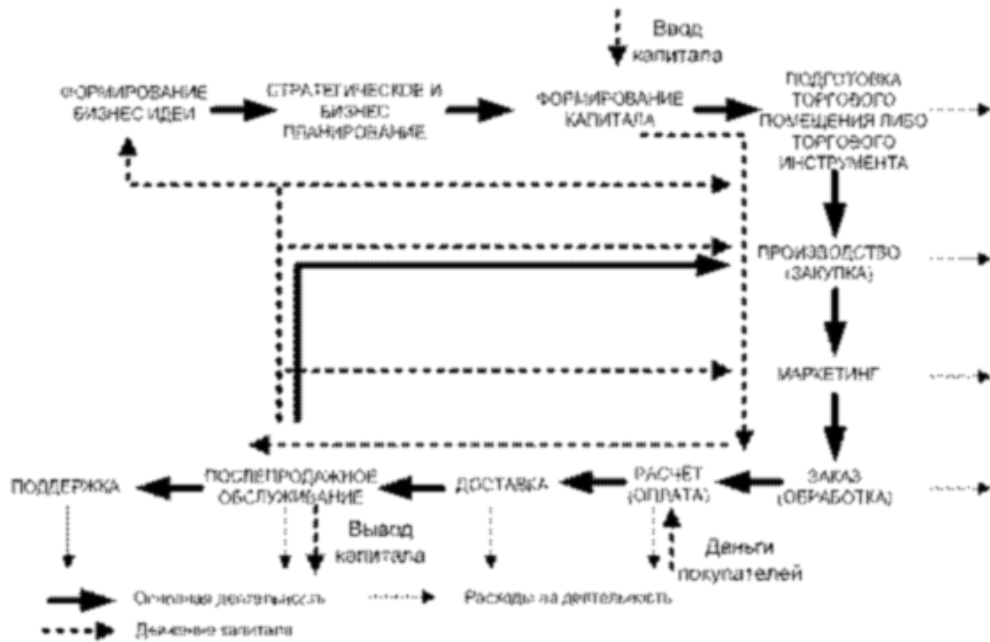 Ввод
капитала
ФОРМИРОВАНИЕ
БИЗНЕС ИДЕИ
СТРАТЕГИЧЕСКОЕ И
БИЗНЕС
ПЛАНИРОВАНИЕ
ФОРМИРОВАНИЕ
КАПИТАЛА
ПОДГОТОВКА
ТОРГОВОГО
ПОМЕЩЕНИЯ ЛИБО
ТОРГОВОГО
ИНСТРУМЕНТА
ПРОИЗВОДСТВО
(ЗАКУПКА)
МАРКЕТИНГ
ПОДДЕРЖКА
ПОСЛЕПРОДАЖНОЕ
ОБСЛУЖИВАНИЕ
ДОСТАВКА
РАСЧЁТ
(ОПЛАТА)
ЗАКАЗ
(ОБРАБОТКА)
Вывод
капитала
Деньги
покупателей
Основная деятельность
Расходы на деятельность
Движение капитала